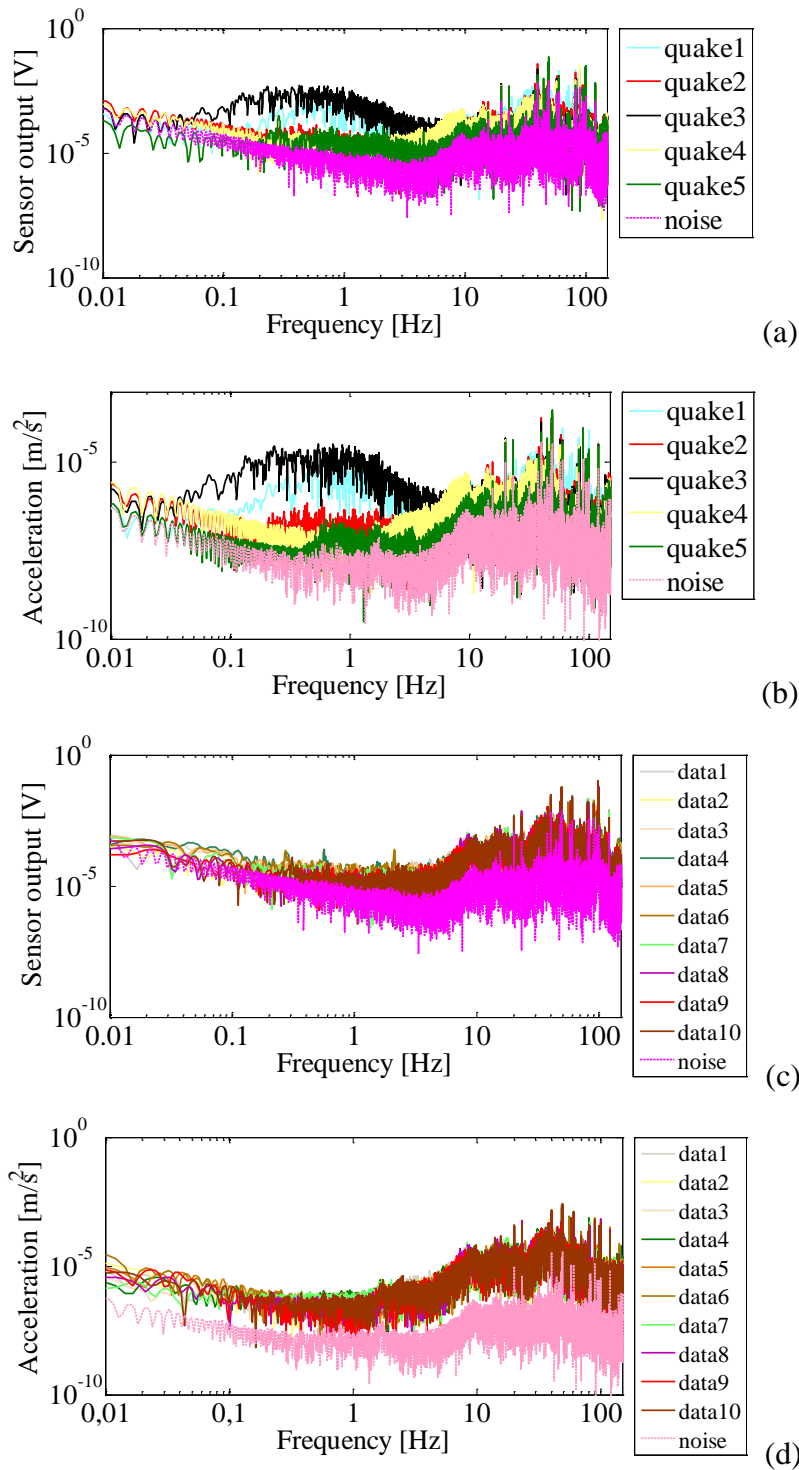 10^0
10^-5
10^-10
Sensor output [V]
0.01 0.1 1 10 100
Frequency [Hz]
quake1
quake2
quake3
quake4
quake5
noise
(a)
10^-5
10^-10
Acceleration [m/s^2]
0.01 0.1 1 10 100
Frequency [Hz]
quake1
quake2
quake3
quake4
quake5
noise
(b)
10^0
10^-5
10^-10
Sensor output [V]
0.01 0.1 1 10 100
Frequency [Hz]
data1
data2
data3
data4
data5
data6
data7
data8
data9
data10
noise
(c)
10^0
10^-5
10^-10
Acceleration [m/s^2]
0,01 0,1 1 10 100
Frequency [Hz]
data1
data2
data3
data4
data5
data6
data7
data8
data9
data10
noise
(d)